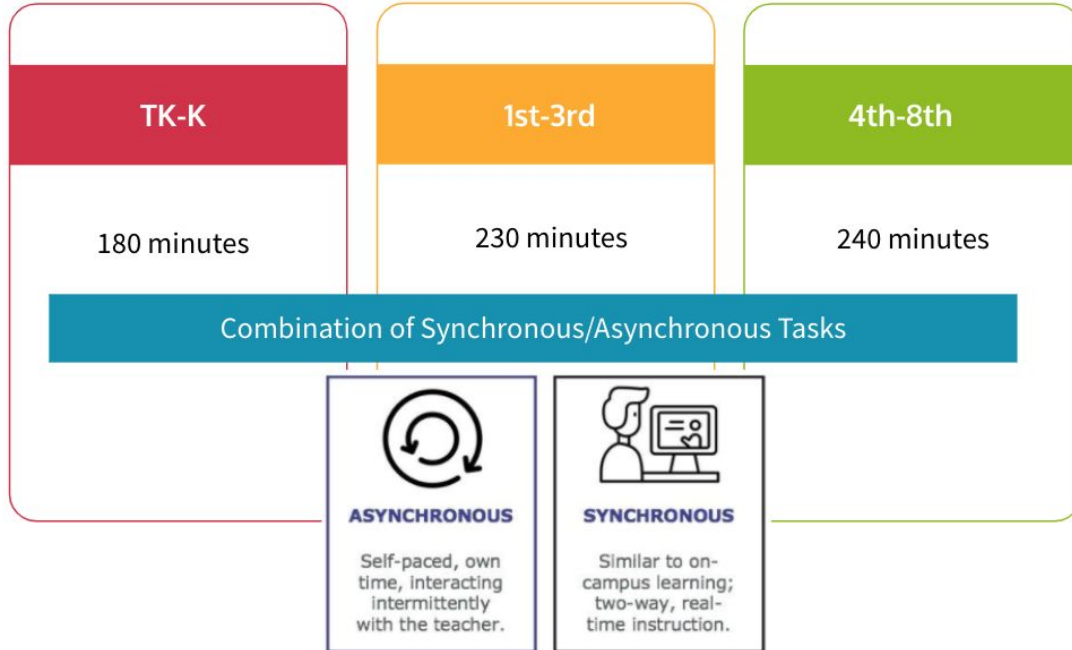 TK-K
1st-3rd
4th-8th
180 minutes
230 minutes
240 minutes
Combination of Synchronous/Asynchronous Tasks
ASYNCHRONOUS
Self-paced, own
time, interacting
intermittently
with the teacher.
SYNCHRONOUS
Similar to on-
campus learning;
two-way, real-
time instruction.